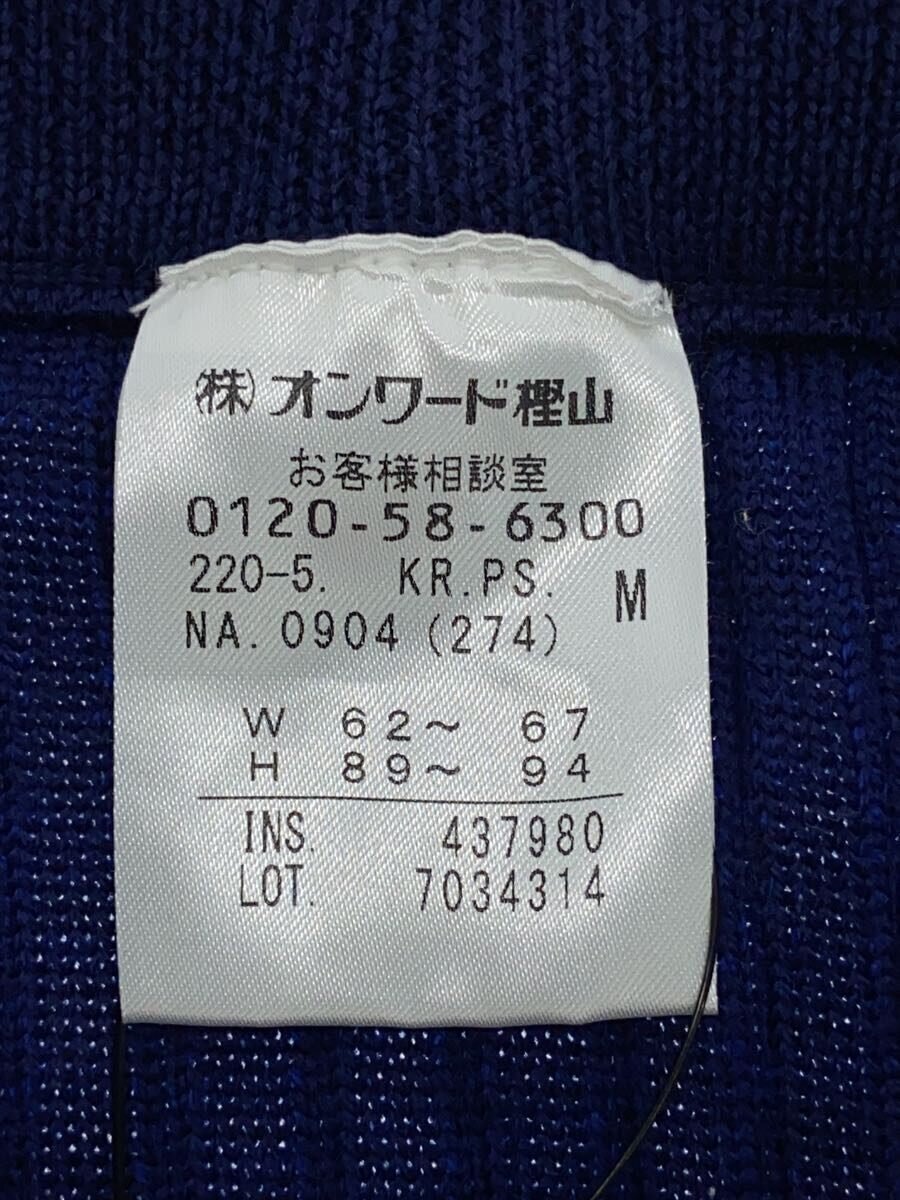 (株)オンワード樫山
お客様相談室
0120-58-6300
220-5. KR.PS. M
NA.0904(274)
W 62〜 67
H 89〜 94
INS. 437980
LOT. 7034314